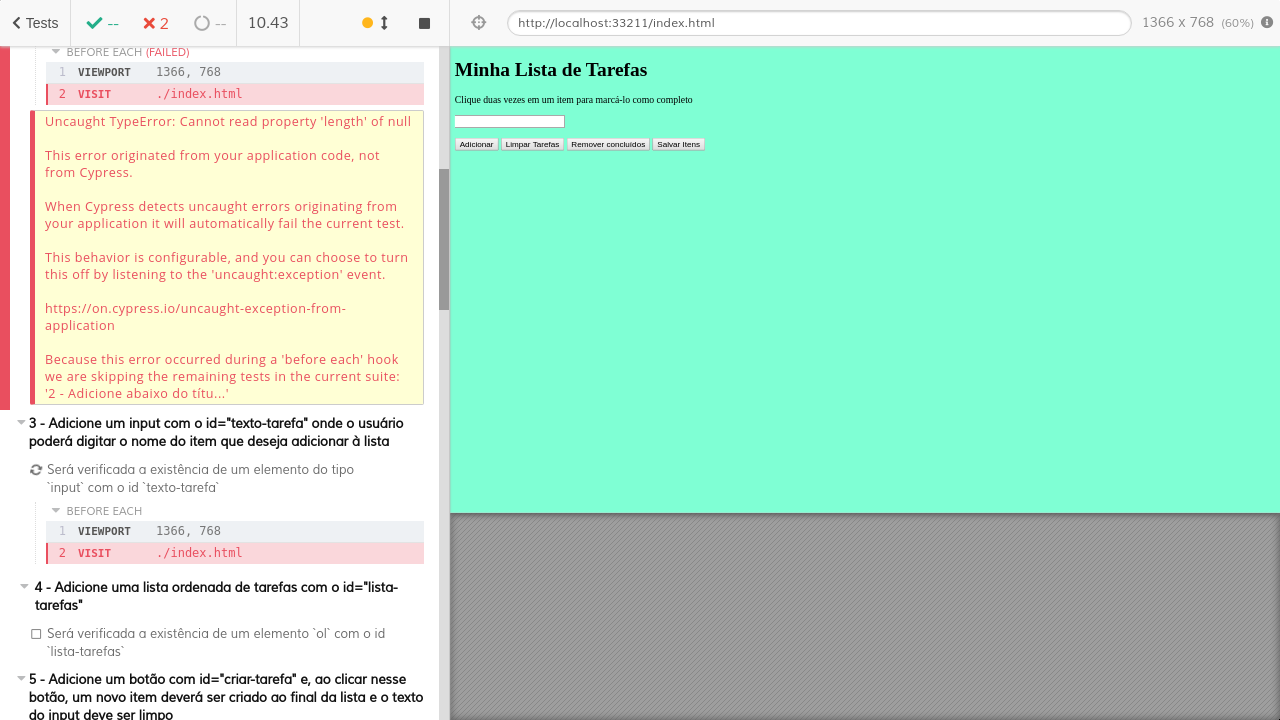 Tests
--
2
--
10.43
http://localhost:33211/index.html
1366 x 768 (60%)
BEFORE EACH (FAILED)
1 VIEWPORT 1366, 768
2 VISIT ./index.html
Uncaught TypeError: Cannot read property 'length' of null
This error originated from your application code, not
from Cypress.
When Cypress detects uncaught errors originating from
your application it will automatically fail the current test.
This behavior is configurable, and you can choose to turn
this off by listening to the 'uncaught:exception' event.
https://on.cypress.io/uncaught-exception-from-
application
Because this error occurred during a 'before each' hook
we are skipping the remaining tests in the current suite:
'2 - Adicione abaixo do títu...'
3 - Adicione um input com o id="texto-tarefa" onde o usuário
poderá digitar o nome do item que deseja adicionar à lista
Será verificada a existência de um elemento do tipo
`input` com o id `texto-tarefa`
BEFORE EACH
1 VIEWPORT 1366, 768
2 VISIT ./index.html
4 - Adicione uma lista ordenada de tarefas com o id="lista-
tarefas"
Será verificada a existência de um elemento `ol` com o id
`lista-tarefas`
5 - Adicione um botão com id="criar-tarefa" e, ao clicar nesse
botão, um novo item deverá ser criado ao final da lista e o texto
do input deve ser limpo
Minha Lista de Tarefas
Clique duas vezes em um item para marcá-lo como completo
Adicionar Limpar Tarefas Remover concluídos Salvar Itens